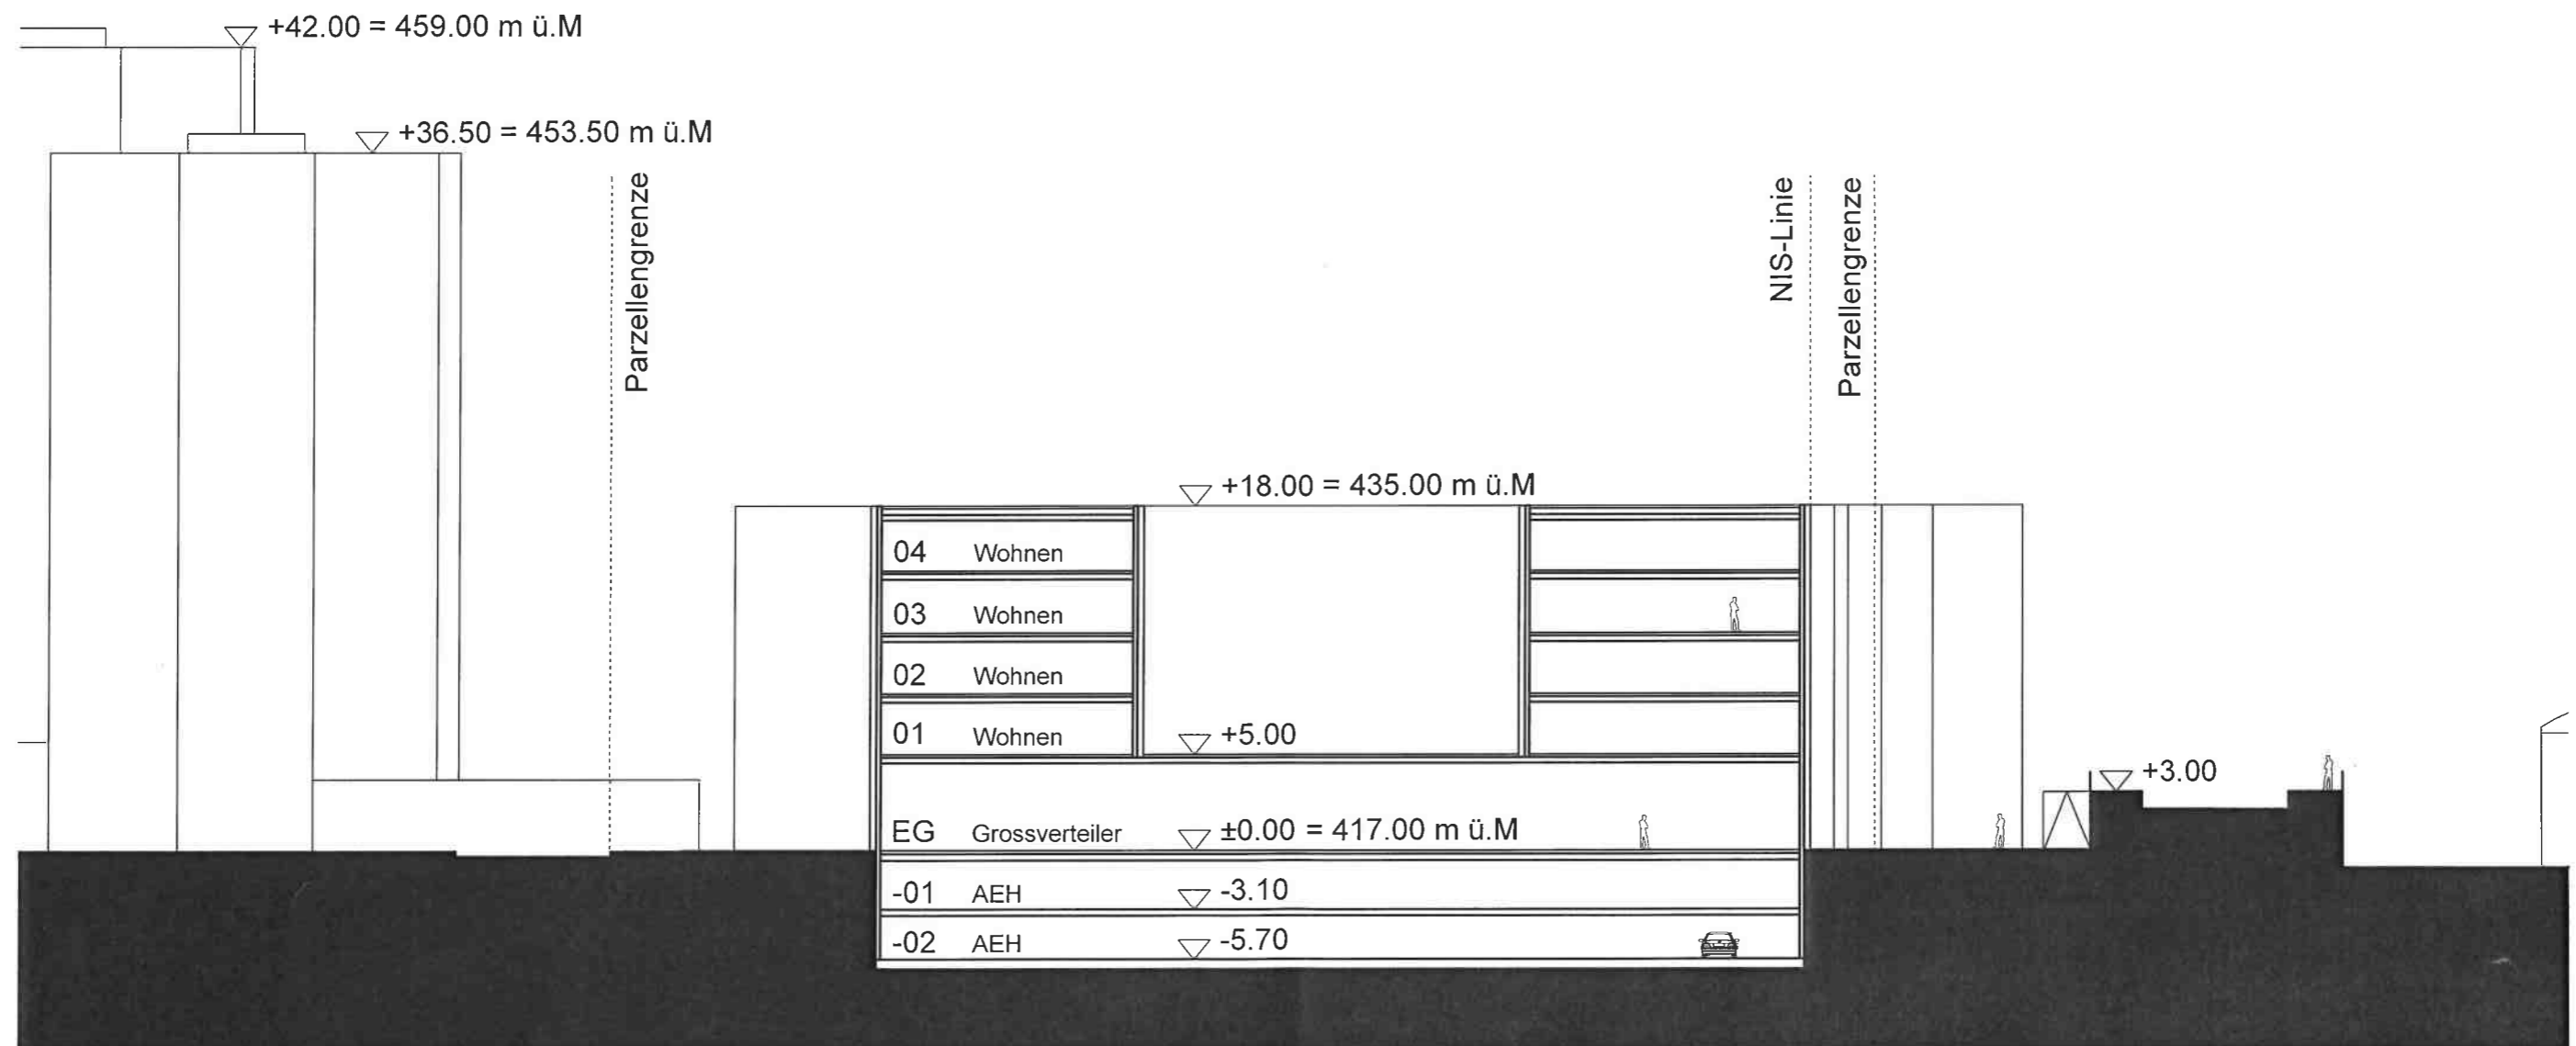 +42.00 = 459.00 m ü.M
+36.50 = 453.50 m ü.M
Parzellengrenze
NIS-Linie
Parzellengrenze
+18.00 = 435.00 m ü.M
04 Wohnen
03 Wohnen
02 Wohnen
01 Wohnen +5.00
+3.00
EG Grossverteiler ±0.00 = 417.00 m ü.M
-01 AEH -3.10
-02 AEH -5.70